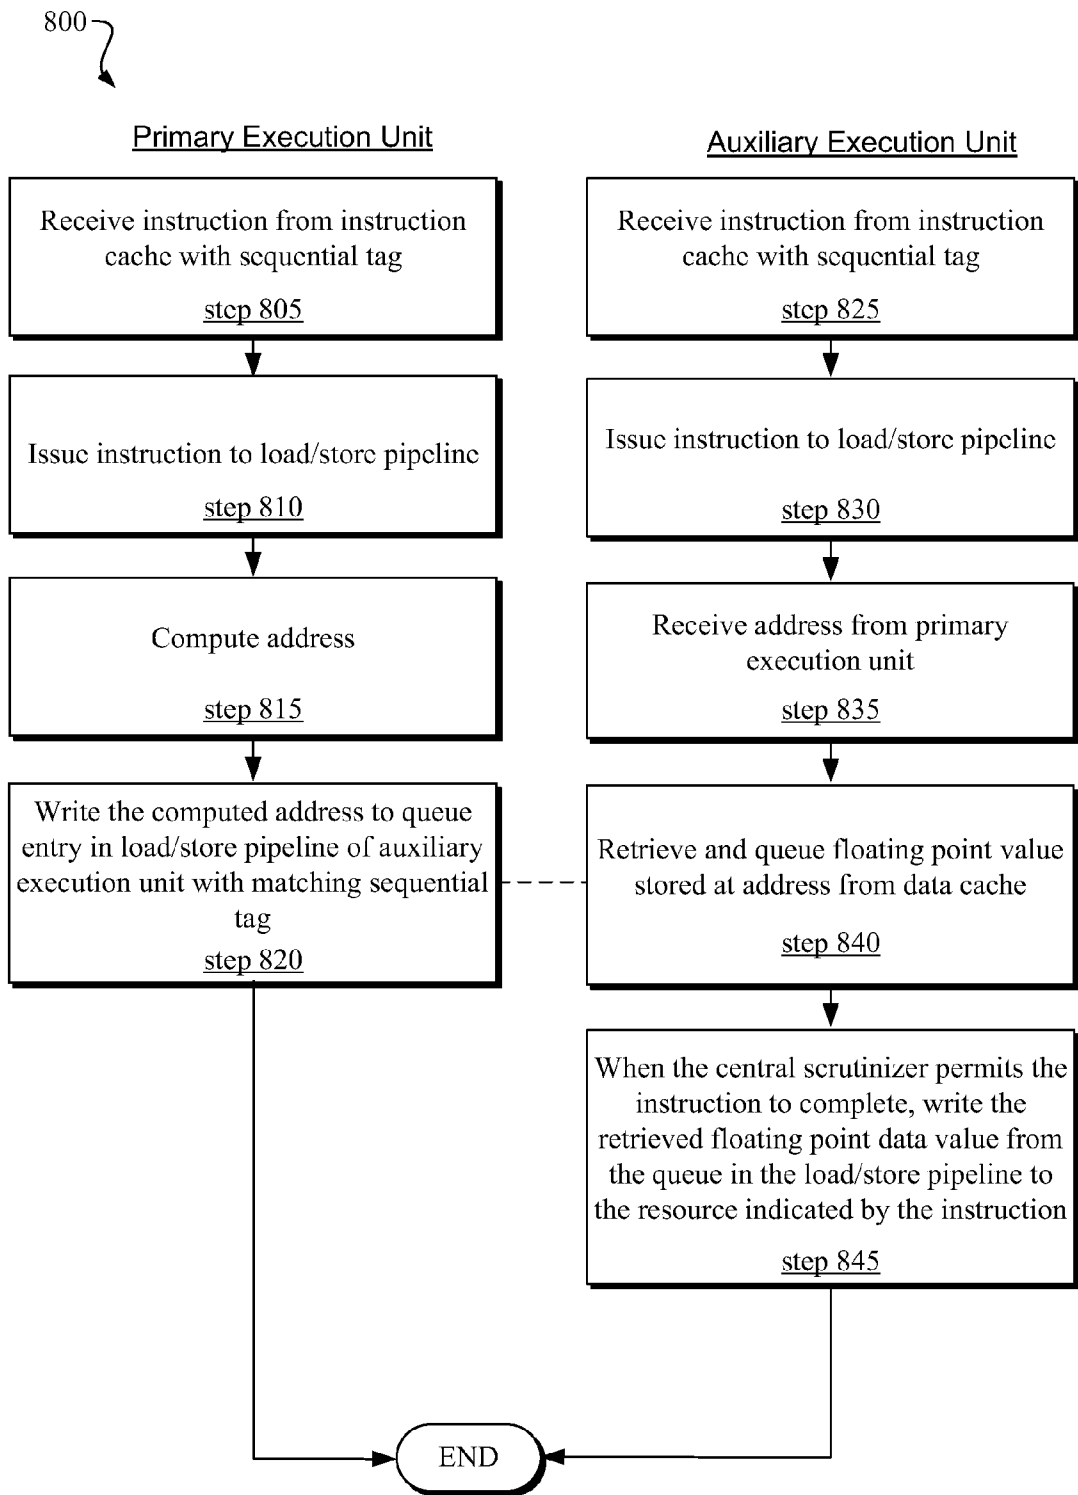 800
Primary Execution Unit
Receive instruction from instruction
cache with sequential tag
step 805
Issue instruction to load/store pipeline
step 810
Compute address
step 815
Write the computed address to queue
entry in load/store pipeline of auxiliary
execution unit with matching sequential
tag
step 820
Auxiliary Execution Unit
Receive instruction from instruction
cache with sequential tag
step 825
Issue instruction to load/store pipeline
step 830
Receive address from primary
execution unit
step 835
Retrieve and queue floating point value
stored at address from data cache
step 840
When the central scrutinizer permits the
instruction to complete, write the
retrieved floating point data value from
the queue in the load/store pipeline to
the resource indicated by the instruction
step 845
END